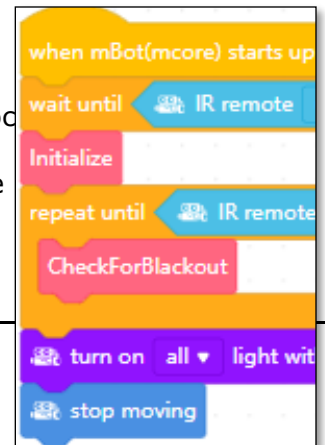 when mBot(mcore) starts up
wait until IR remote
Initialize
repeat until IR remote
CheckForBlackout
turn on all light wit
stop moving